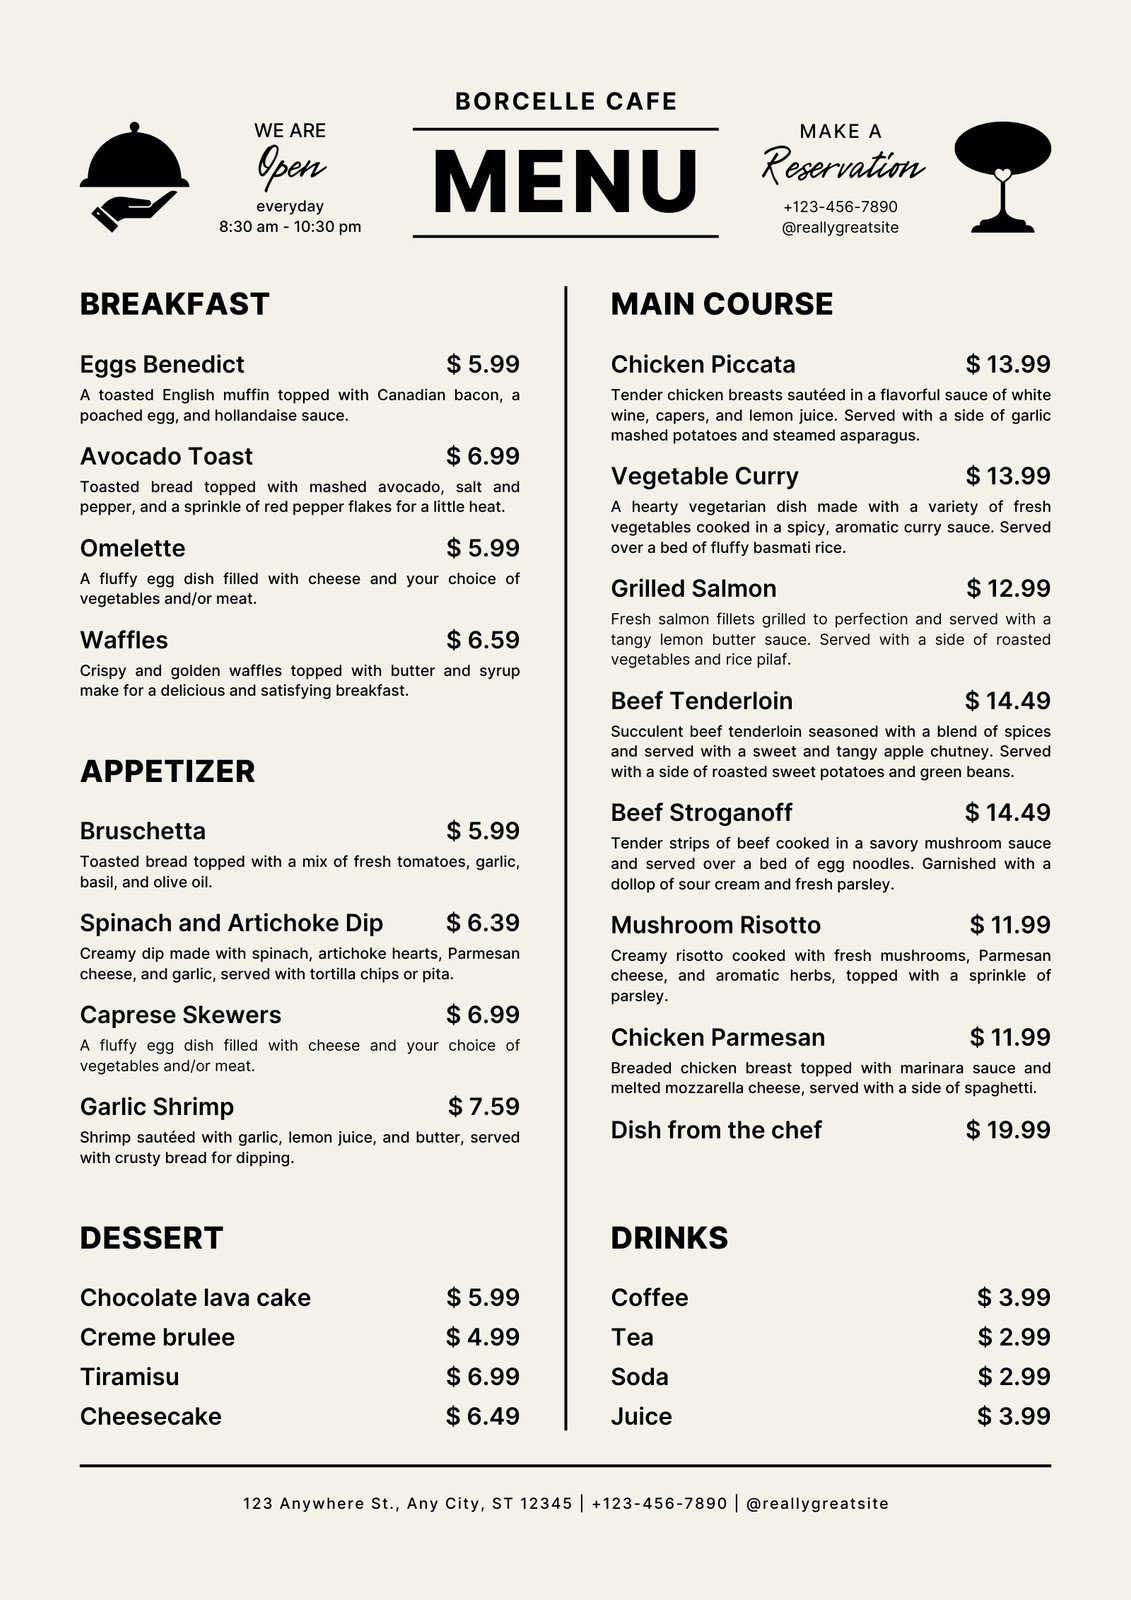 BORCELLE CAFE
MENU
WE ARE
Open
everyday
8:30 am - 10:30 pm
MAKE A
Reservation
+123-456-7890
@reallygreatsite
BREAKFAST
Eggs Benedict $ 5.99
A toasted English muffin topped with Canadian bacon, a
poached egg, and hollandaise sauce.
Avocado Toast $ 6.99
Toasted bread topped with mashed avocado, salt and
pepper, and a sprinkle of red pepper flakes for a little heat.
Omelette $ 5.99
A fluffy egg dish filled with cheese and your choice of
vegetables and/or meat.
Waffles $ 6.59
Crispy and golden waffles topped with butter and syrup
make for a delicious and satisfying breakfast.
APPETIZER
Bruschetta $ 5.99
Toasted bread topped with a mix of fresh tomatoes, garlic,
basil, and olive oil.
Spinach and Artichoke Dip $ 6.39
Creamy dip made with spinach, artichoke hearts, Parmesan
cheese, and garlic, served with tortilla chips or pita.
Caprese Skewers $ 6.99
A fluffy egg dish filled with cheese and your choice of
vegetables and/or meat.
Garlic Shrimp $ 7.59
Shrimp sautéed with garlic, lemon juice, and butter, served
with crusty bread for dipping.
DESSERT
Chocolate lava cake $ 5.99
Creme brulee $ 4.99
Tiramisu $ 6.99
Cheesecake $ 6.49
MAIN COURSE
Chicken Piccata $ 13.99
Tender chicken breasts sautéed in a flavorful sauce of white
wine, capers, and lemon juice. Served with a side of garlic
mashed potatoes and steamed asparagus.
Vegetable Curry $ 13.99
A hearty vegetarian dish made with a variety of fresh
vegetables cooked in a spicy, aromatic curry sauce. Served
over a bed of fluffy basmati rice.
Grilled Salmon $ 12.99
Fresh salmon fillets grilled to perfection and served with a
tangy lemon butter sauce. Served with a side of roasted
vegetables and rice pilaf.
Beef Tenderloin $ 14.49
Succulent beef tenderloin seasoned with a blend of spices
and served with a sweet and tangy apple chutney. Served
with a side of roasted sweet potatoes and green beans.
Beef Stroganoff $ 14.49
Tender strips of beef cooked in a savory mushroom sauce
and served over a bed of egg noodles. Garnished with a
dollop of sour cream and fresh parsley.
Mushroom Risotto $ 11.99
Creamy risotto cooked with fresh mushrooms, Parmesan
cheese, and aromatic herbs, topped with a sprinkle of
parsley.
Chicken Parmesan $ 11.99
Breaded chicken breast topped with marinara sauce and
melted mozzarella cheese, served with a side of spaghetti.
Dish from the chef $ 19.99
DRINKS
Coffee $ 3.99
Tea $ 2.99
Soda $ 2.99
Juice $ 3.99
123 Anywhere St., Any City, ST 12345 | +123-456-7890 | @reallygreatsite